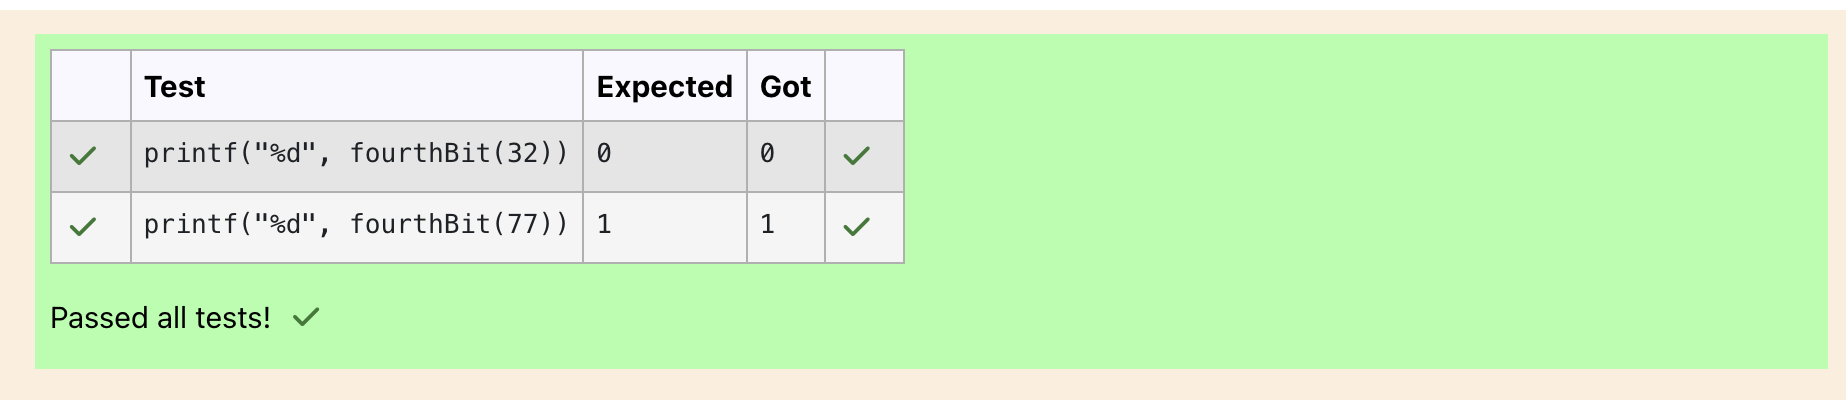 Test Expected Got
printf("%d", fourthBit(32)) 0 0
printf("%d", fourthBit(77)) 1 1
Passed all tests!